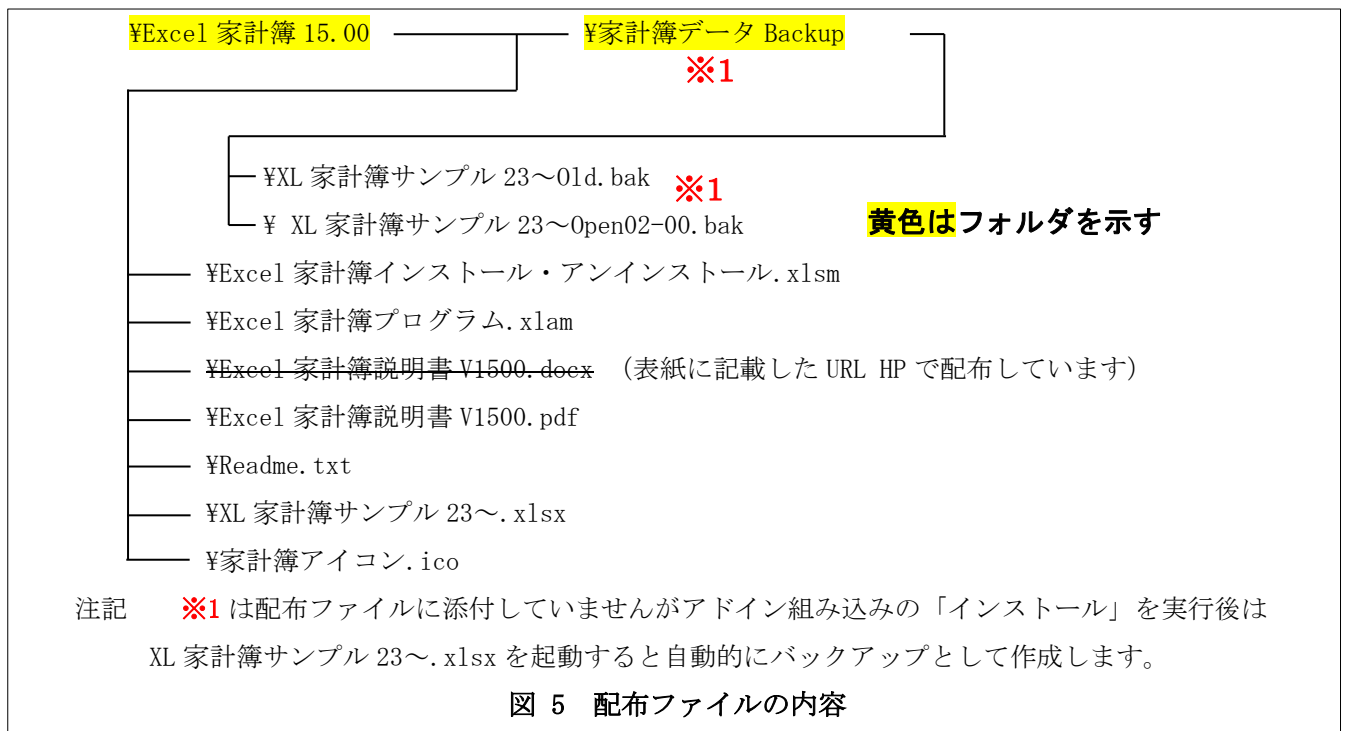 ¥Excel 家計簿 15.00 ¥家計簿データ Backup
※1
¥XL 家計簿サンプル 23～Old.bak ※1
¥ XL 家計簿サンプル 23～Open02-00.bak 黄色はフォルダを示す
¥Excel 家計簿インストール・アンインストール.xlsm
¥Excel 家計簿プログラム.xlam
¥Excel 家計簿説明書 V1500.docx （表紙に記載した URL HP で配布しています）
¥Excel 家計簿説明書 V1500.pdf
¥Readme.txt
¥XL 家計簿サンプル 23～.xlsx
¥家計簿アイコン.ico
注記 ※1 は配布ファイルに添付していませんがアドイン組み込みの「インストール」を実行後は
XL 家計簿サンプル 23～.xlsx を起動すると自動的にバックアップとして作成します。
図 5 配布ファイルの内容